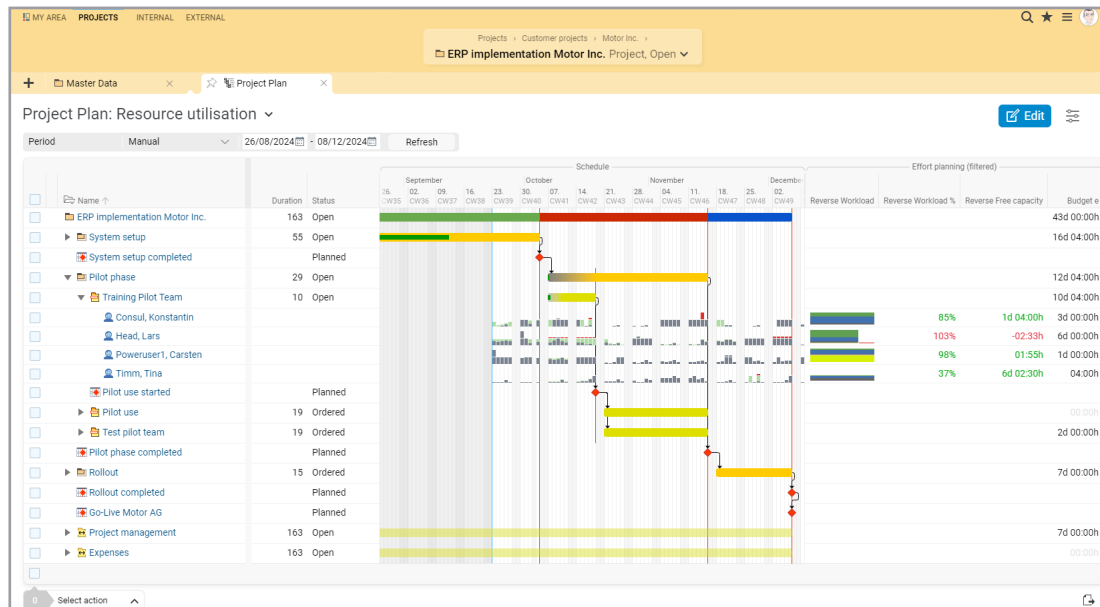 MY AREA PROJECTS INTERNAL EXTERNAL
Projects › Customer projects › Motor Inc. ›
ERP implementation Motor Inc. Project, Open
+ Master Data × Project Plan ×
Project Plan: Resource utilisation
Edit
Period Manual 26/08/2024 - 08/12/2024 Refresh
Schedule Effort planning (filtered)
September October November Decembe
26. 02. 09. 16. 23. 30. 07. 14. 21. 28. 04. 11. 18. 25. 02.
Name Duration Status CW35 CW36 CW37 CW38 CW39 CW40 CW41 CW42 CW43 CW44 CW45 CW46 CW47 CW48 CW49 Reverse Workload Reverse Workload % Reverse Free capacity Budget e
ERP implementation Motor Inc. 163 Open 43d 00:00h
System setup 55 Open 16d 04:00h
System setup completed Planned
Pilot phase 29 Open 12d 04:00h
Training Pilot Team 10 Open 10d 04:00h
Consul, Konstantin 85% 1d 04:00h 3d 00:00h
Head, Lars 103% -02:33h 6d 00:00h
Poweruser1, Carsten 98% 01:55h 1d 00:00h
Timm, Tina 37% 6d 02:30h 04:00h
Pilot use started Planned
Pilot use 19 Ordered 00:00h
Test pilot team 19 Ordered 2d 00:00h
Pilot phase completed Planned
Rollout 15 Ordered 7d 00:00h
Rollout completed Planned
Go-Live Motor AG Planned
Project management 163 Open 7d 00:00h
Expenses 163 Open 00:00h
0 Select action